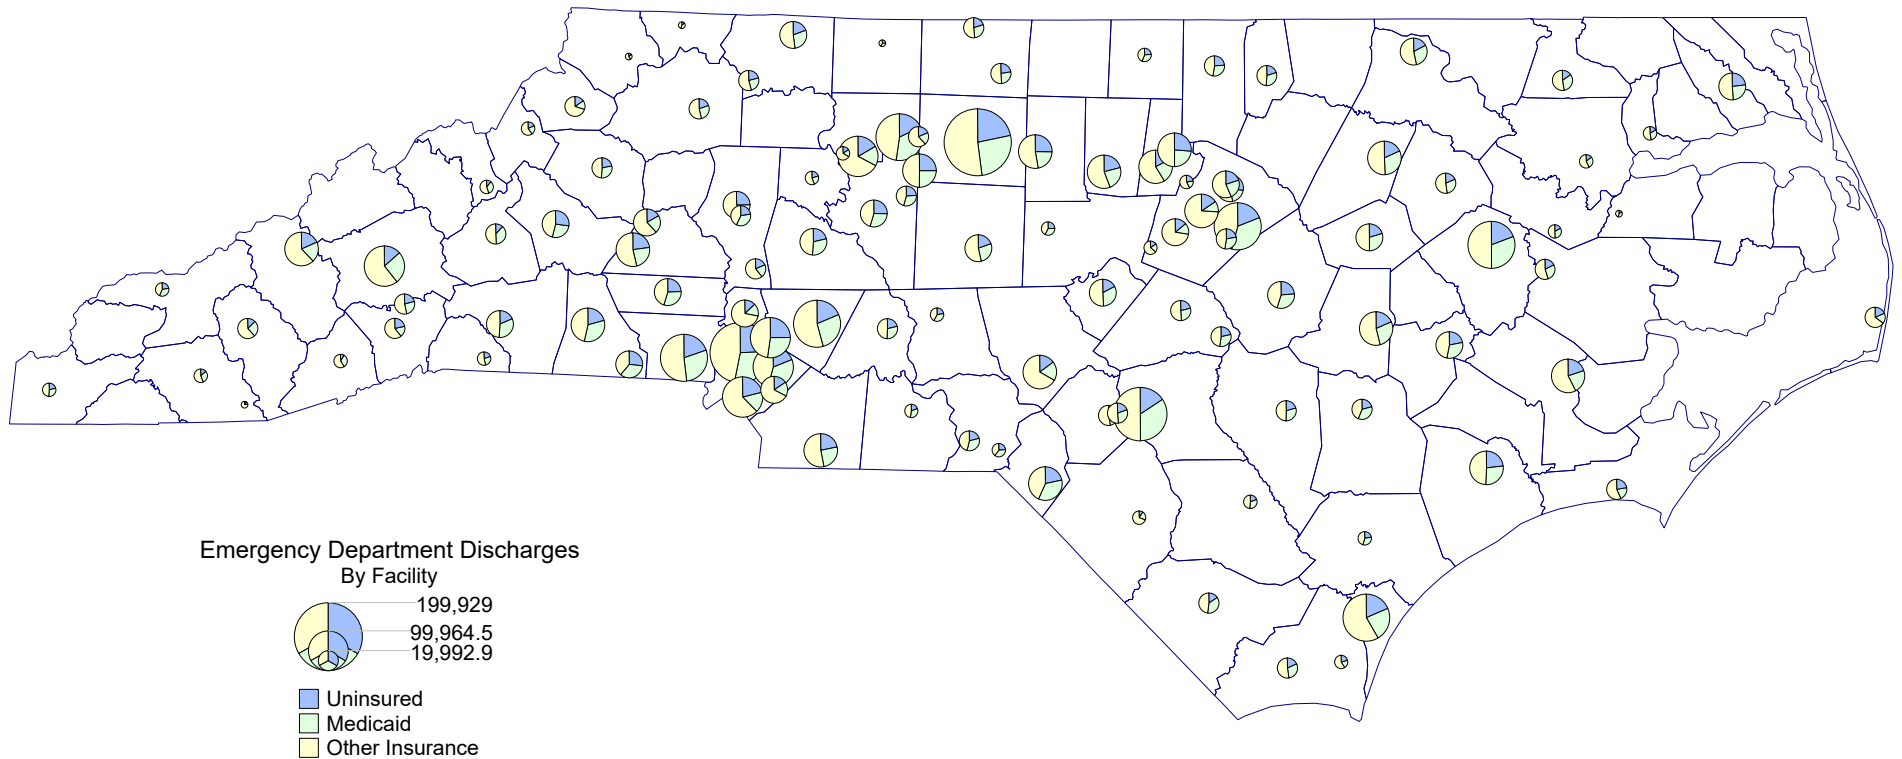 Emergency Department Discharges
By Facility
199,929
99,964.5
19,992.9
Uninsured
Medicaid
Other Insurance